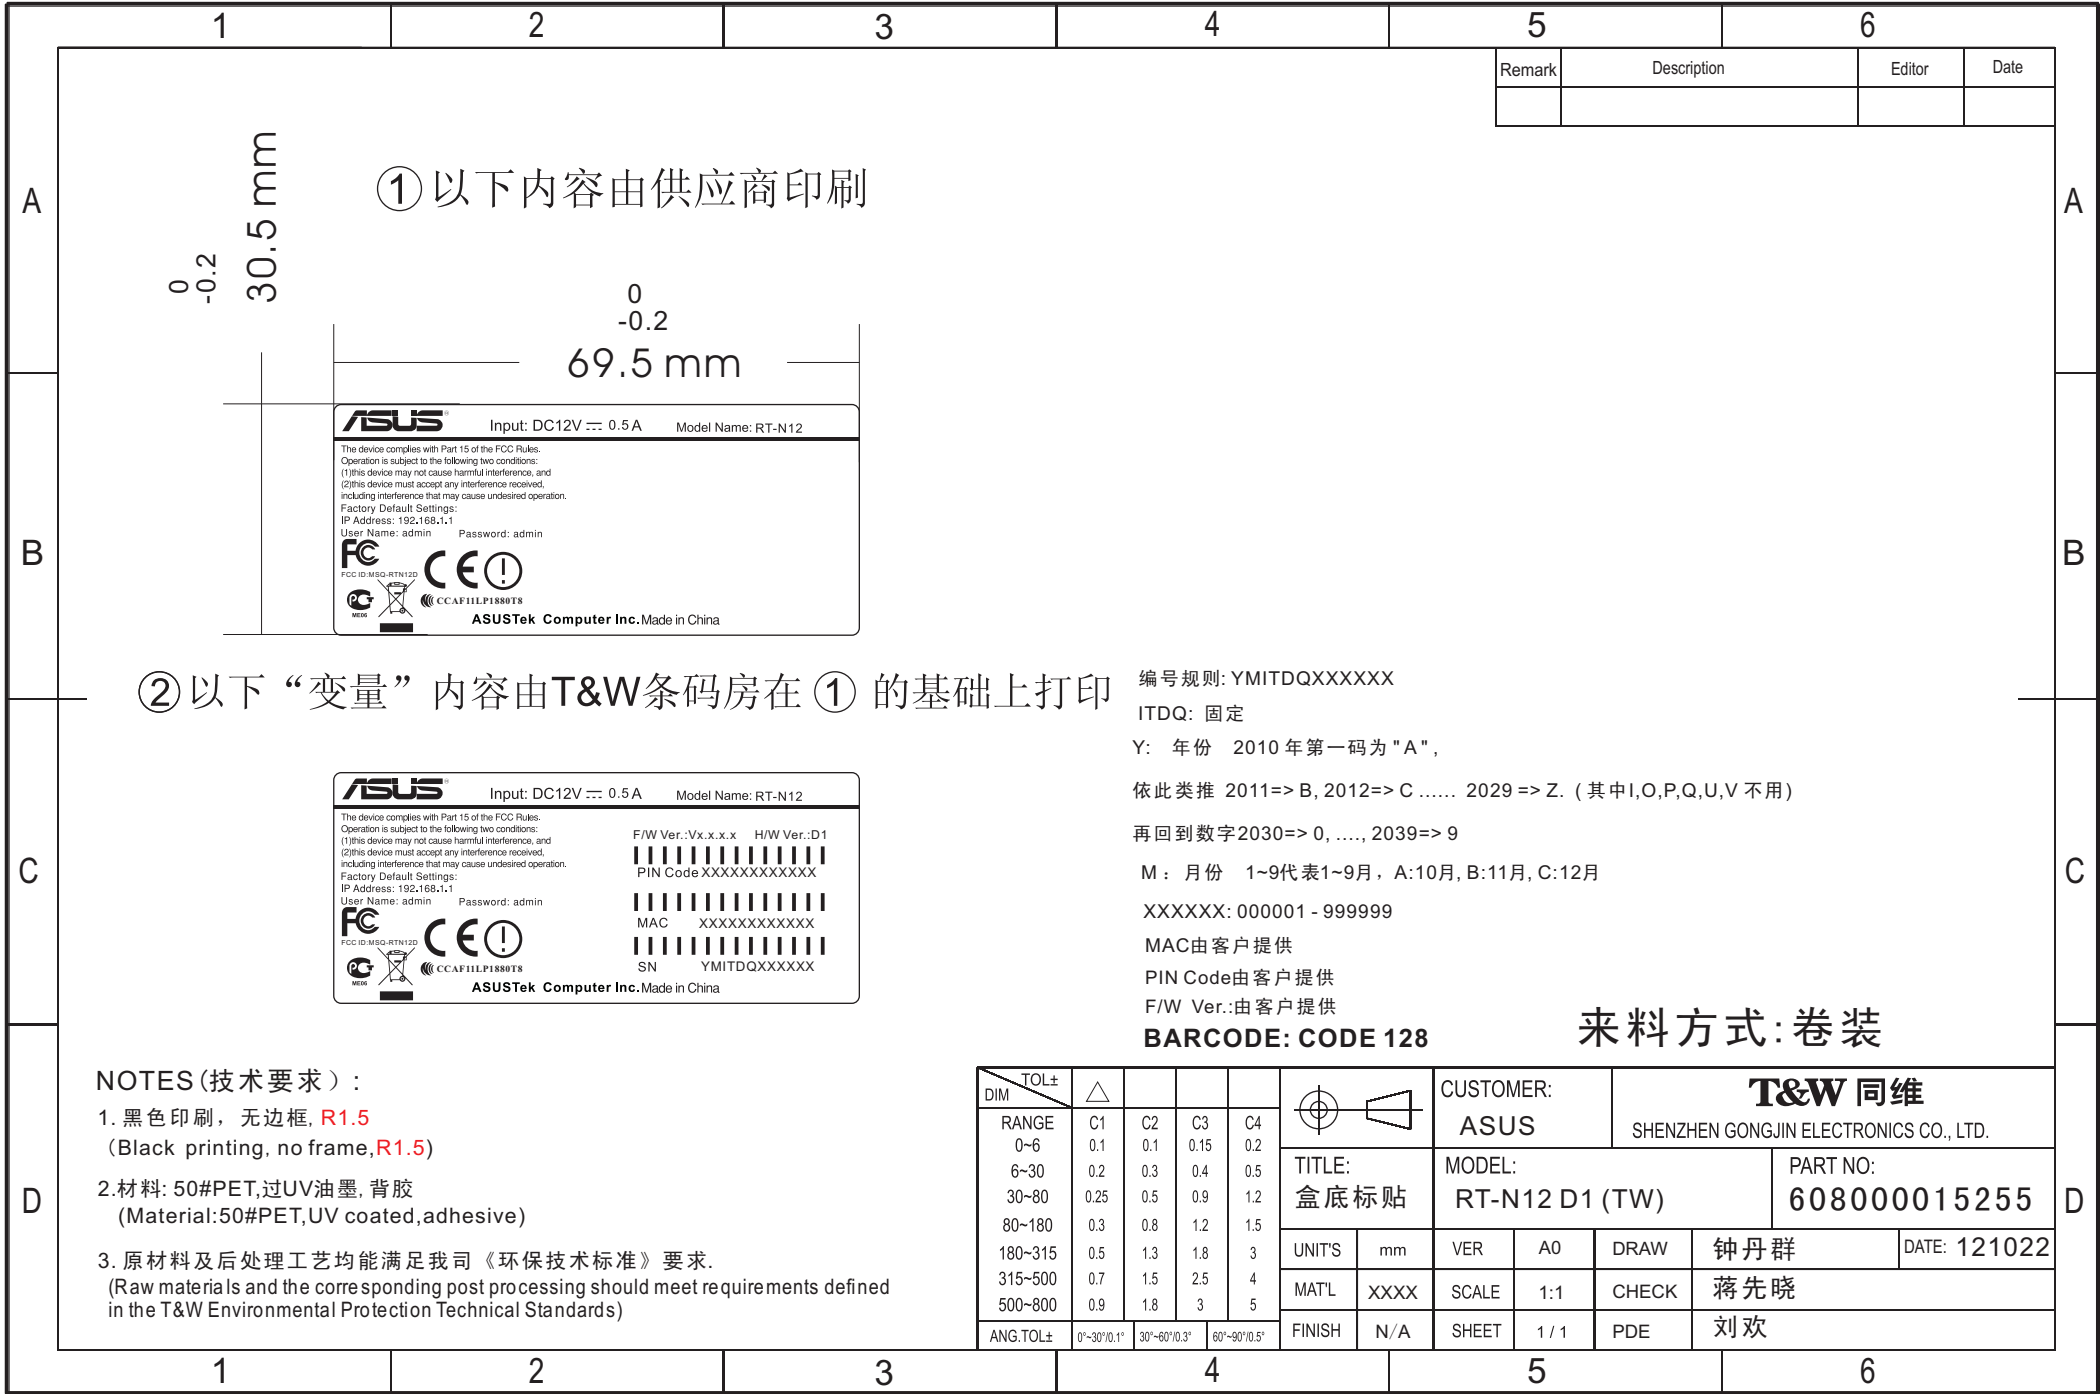 1 2 3 4 5 6
Remark Description Editor Date
A A
①以下内容由供应商印刷
30.5 mm
0
-0.2
0
-0.2
69.5 mm
ASUS Input: DC12V 0.5 A Model Name: RT-N12
The device complies with Part 15 of the FCC Rules.
Operation is subject to the following two conditions:
(1)this device may not cause harmful interference, and
(2)this device must accept any interference received,
including interference that may cause undesired operation.
Factory Default Settings:
IP Address: 192.168.1.1
User Name: admin Password: admin
B B
FC CE
FCC ID:MSQ-RTN12D
CCAF11LP1880T8
ME06
ASUSTek Computer Inc. Made in China
②以下“变量”内容由T&W条码房在 ① 的基础上打印
ASUS Input: DC12V 0.5 A Model Name: RT-N12
The device complies with Part 15 of the FCC Rules.
Operation is subject to the following two conditions:
(1)this device may not cause harmful interference, and
(2)this device must accept any interference received,
including interference that may cause undesired operation.
Factory Default Settings:
IP Address: 192.168.1.1
User Name: admin Password: admin
F/W Ver.:Vx.x.x.x H/W Ver.:D1
PIN Code XXXXXXXXXXXX
MAC XXXXXXXXXXXX
SN YMITDQXXXXXX
FC CE
FCC ID:MSQ-RTN12D
CCAF11LP1880T8
ME06
ASUSTek Computer Inc. Made in China
C C
编号规则: YMITDQXXXXXX
ITDQ: 固定
Y: 年份 2010 年第一码为 "A" ,
依此类推 2011=> B, 2012=> C ...... 2029 => Z. ( 其中I,O,P,Q,U,V 不用)
再回到数字2030=> 0, ...., 2039=> 9
M： 月份 1~9代表1~9月，A:10月, B:11月, C:12月
XXXXXX: 000001 - 999999
MAC由客户提供
PIN Code由客户提供
F/W Ver.:由客户提供
BARCODE: CODE 128
来料方式:卷装
NOTES(技术要求）:
1. 黑色印刷，无边框, R1.5
（Black printing, no frame,R1.5)
2.材料: 50#PET,过UV油墨, 背胶
(Material:50#PET,UV coated,adhesive)
3. 原材料及后处理工艺均能满足我司《环保技术标准》要求.
(Raw materials and the corresponding post processing should meet requirements defined
in the T&W Environmental Protection Technical Standards)
D D
DIM TOL±
RANGE C1 C2 C3 C4
0~6 0.1 0.1 0.15 0.2
6~30 0.2 0.3 0.4 0.5
30~80 0.25 0.5 0.9 1.2
80~180 0.3 0.8 1.2 1.5
180~315 0.5 1.3 1.8 3
315~500 0.7 1.5 2.5 4
500~800 0.9 1.8 3 5
ANG.TOL± 0°~30°/0.1° 30°~60°/0.3° 60°~90°/0.5°
CUSTOMER:
ASUS
T&W 同维
SHENZHEN GONGJIN ELECTRONICS CO., LTD.
TITLE:
盒底标贴
MODEL:
RT-N12 D1 (TW)
PART NO:
608000015255
UNIT'S mm VER A0 DRAW 钟丹群 DATE: 121022
MAT'L XXXX SCALE 1:1 CHECK 蒋先晓
FINISH N/A SHEET 1 / 1 PDE 刘欢
1 2 3 4 5 6